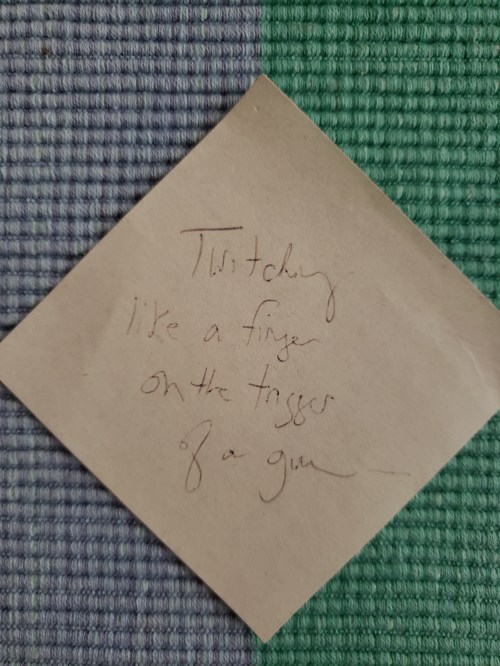 Twitching
like a finger
on the trigger
of a gun